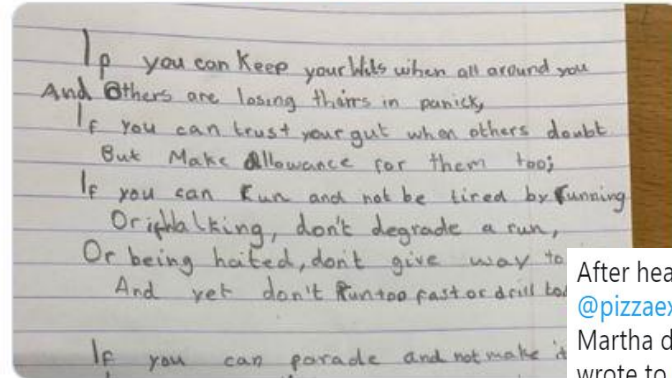 If you can keep your Wits when all around you
And Others are losing theirs in panick,
If you can trust your gut when others doubt
But Make Allowance for them too;
If you can run and not be tired by running
Or if Walking, don't degrade a run,
Or being haited, don't give way to
And yet don't Run too fast or drill too
If you can parade and not make it
After hea
@pizzaex
Martha d
wrote to